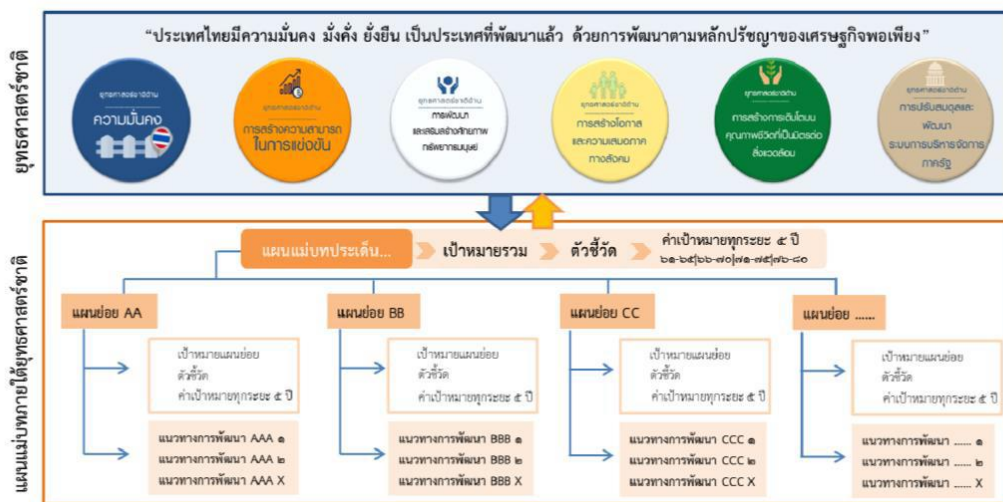 ยุทธศาสตร์ชาติ
“ประเทศไทยมีความมั่นคง มั่งคั่ง ยั่งยืน เป็นประเทศที่พัฒนาแล้ว ด้วยการพัฒนาตามหลักปรัชญาของเศรษฐกิจพอเพียง”
ยุทธศาสตร์ชาติด้าน
ความมั่นคง
ยุทธศาสตร์ชาติด้าน
การสร้างความสามารถ
ในการแข่งขัน
ยุทธศาสตร์ชาติด้าน
การพัฒนา
และเสริมสร้างศักยภาพ
ทรัพยากรมนุษย์
ยุทธศาสตร์ชาติด้าน
การสร้างโอกาส
และความเสมอภาค
ทางสังคม
ยุทธศาสตร์ชาติด้าน
การสร้างการเติบโตบน
คุณภาพชีวิตที่เป็นมิตรต่อ
สิ่งแวดล้อม
ยุทธศาสตร์ชาติด้าน
การปรับสมดุลและ
พัฒนา
ระบบการบริหารจัดการ
ภาครัฐ
แผนแม่บทภายใต้ยุทธศาสตร์ชาติ
แผนแม่บทประเด็น...
เป้าหมายรวม
ตัวชี้วัด
ค่าเป้าหมายทุกระยะ ๕ ปี
๖๑-๖๕|๖๖-๗๐|๗๑-๗๕|๗๖-๘๐
แผนย่อย AA
เป้าหมายแผนย่อย
ตัวชี้วัด
ค่าเป้าหมายทุกระยะ ๕ ปี
แนวทางการพัฒนา AAA ๑
แนวทางการพัฒนา AAA ๒
แนวทางการพัฒนา AAA X
แผนย่อย BB
เป้าหมายแผนย่อย
ตัวชี้วัด
ค่าเป้าหมายทุกระยะ ๕ ปี
แนวทางการพัฒนา BBB ๑
แนวทางการพัฒนา BBB ๒
แนวทางการพัฒนา BBB X
แผนย่อย CC
เป้าหมายแผนย่อย
ตัวชี้วัด
ค่าเป้าหมายทุกระยะ ๕ ปี
แนวทางการพัฒนา CCC ๑
แนวทางการพัฒนา CCC ๒
แนวทางการพัฒนา CCC X
แผนย่อย ......
เป้าหมายแผนย่อย
ตัวชี้วัด
ค่าเป้าหมายทุกระยะ ๕ ปี
แนวทางการพัฒนา ...... ๑
แนวทางการพัฒนา ...... ๒
แนวทางการพัฒนา ...... X